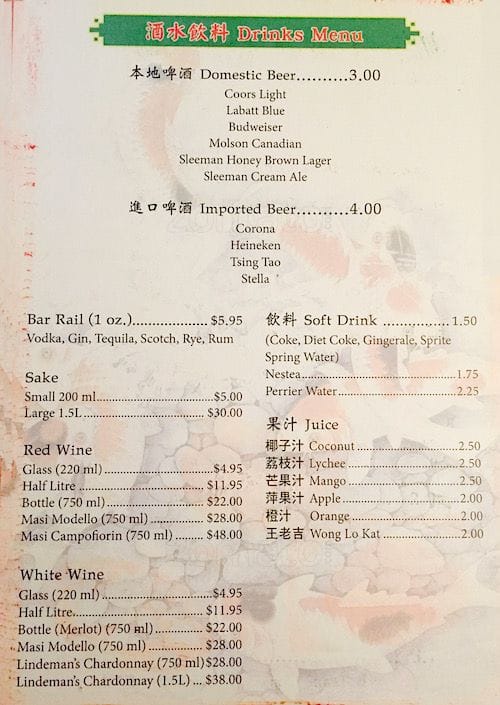 酒水飲料 Drinks Menu
本地啤酒 Domestic Beer..........3.00
Coors Light
Labatt Blue
Budweiser
Molson Canadian
Sleeman Honey Brown Lager
Sleeman Cream Ale
進口啤酒 Imported Beer..........4.00
Corona
Heineken
Tsing Tao
Stella
Bar Rail (1 oz.).................... $5.95
Vodka, Gin, Tequila, Scotch, Rye, Rum
Sake
Small 200 ml..............................$5.00
Large 1.5L................................ $30.00
Red Wine
Glass (220 ml)............................$4.95
Half Litre .................................$11.95
Bottle (750 ml)..........................$22.00
Masi Modello (750 ml)...............$28.00
Masi Campofiorin (750 ml)........$48.00
White Wine
Glass (220 ml) ...........................$4.95
Half Litre..................................$11.95
Bottle (Merlot) (750 ml)............$22.00
Masi Modello (750 ml)...............$28.00
Lindeman's Chardonnay (750 ml)$28.00
Lindeman's Chardonnay (1.5L) ... $38.00
飲料 Soft Drink .................1.50
(Coke, Diet Coke, Gingerale, Sprite
Spring Water)
Nestea..............................................1.75
Perrier Water...................................2.25
果汁 Juice
椰子汁 Coconut..............................2.50
荔枝汁 Lychee................................2.50
芒果汁 Mango................................2.50
萍果汁 Apple..................................2.00
橙汁 Orange...............................2.00
王老吉 Wong Lo Kat .......................2.00